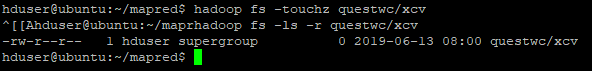 hduser@ubuntu:~/mapred$ hadoop fs -touchz questwc/xcv
^[[Ahduser@ubuntu:~/maprhadoop fs -ls -r questwc/xcv
-rw-r--r--   1 hduser supergroup          0 2019-06-13 08:00 questwc/xcv
hduser@ubuntu:~/mapred$